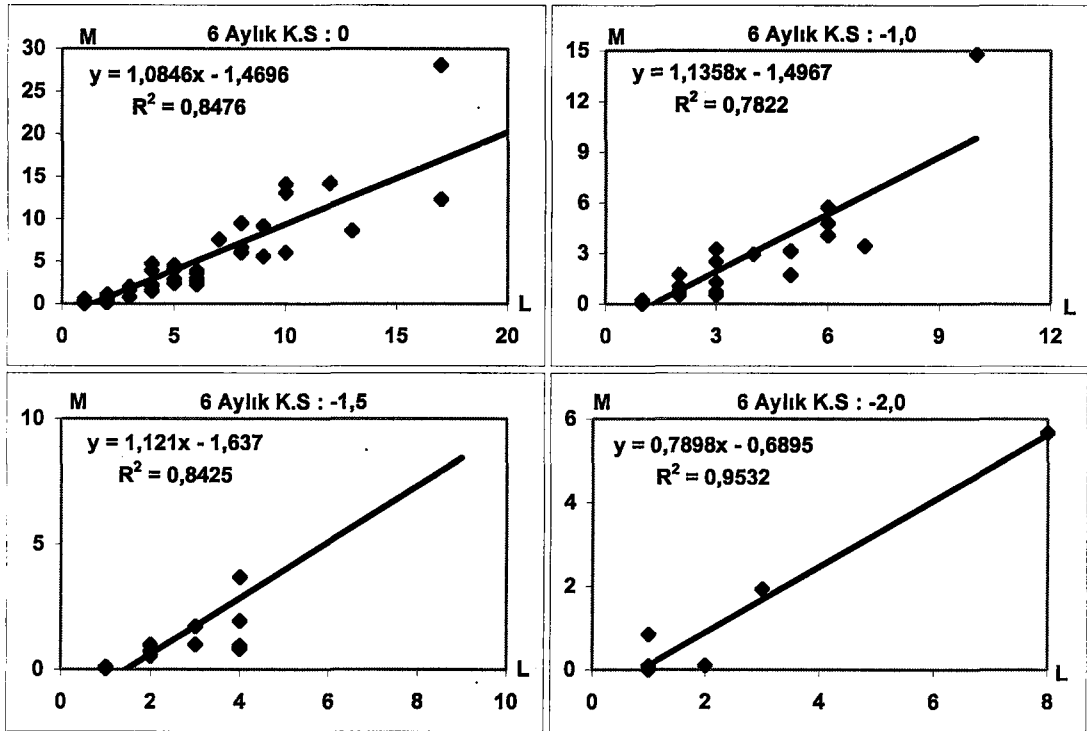 6 Aylık K.S : 0
M
30
25
20
15
10
5
0
y = 1,0846x - 1,4696
R² = 0,8476
L
0 5 10 15 20
6 Aylık K.S : -1,0
M
15
12
9
6
3
0
y = 1,1358x - 1,4967
R² = 0,7822
L
0 3 6 9 12
6 Aylık K.S : -1,5
M
10
5
0
y = 1,121x - 1,637
R² = 0,8425
L
0 2 4 6 8 10
6 Aylık K.S : -2,0
M
6
4
2
0
y = 0,7898x - 0,6895
R² = 0,9532
L
0 2 4 6 8